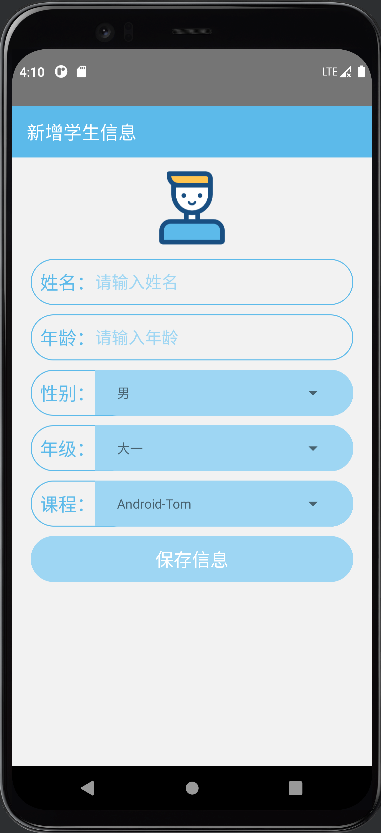 4:10 LTE
新增学生信息
姓名: 请输入姓名
年龄: 请输入年龄
性别: 男
年级: 大一
课程: Android-Tom
保存信息